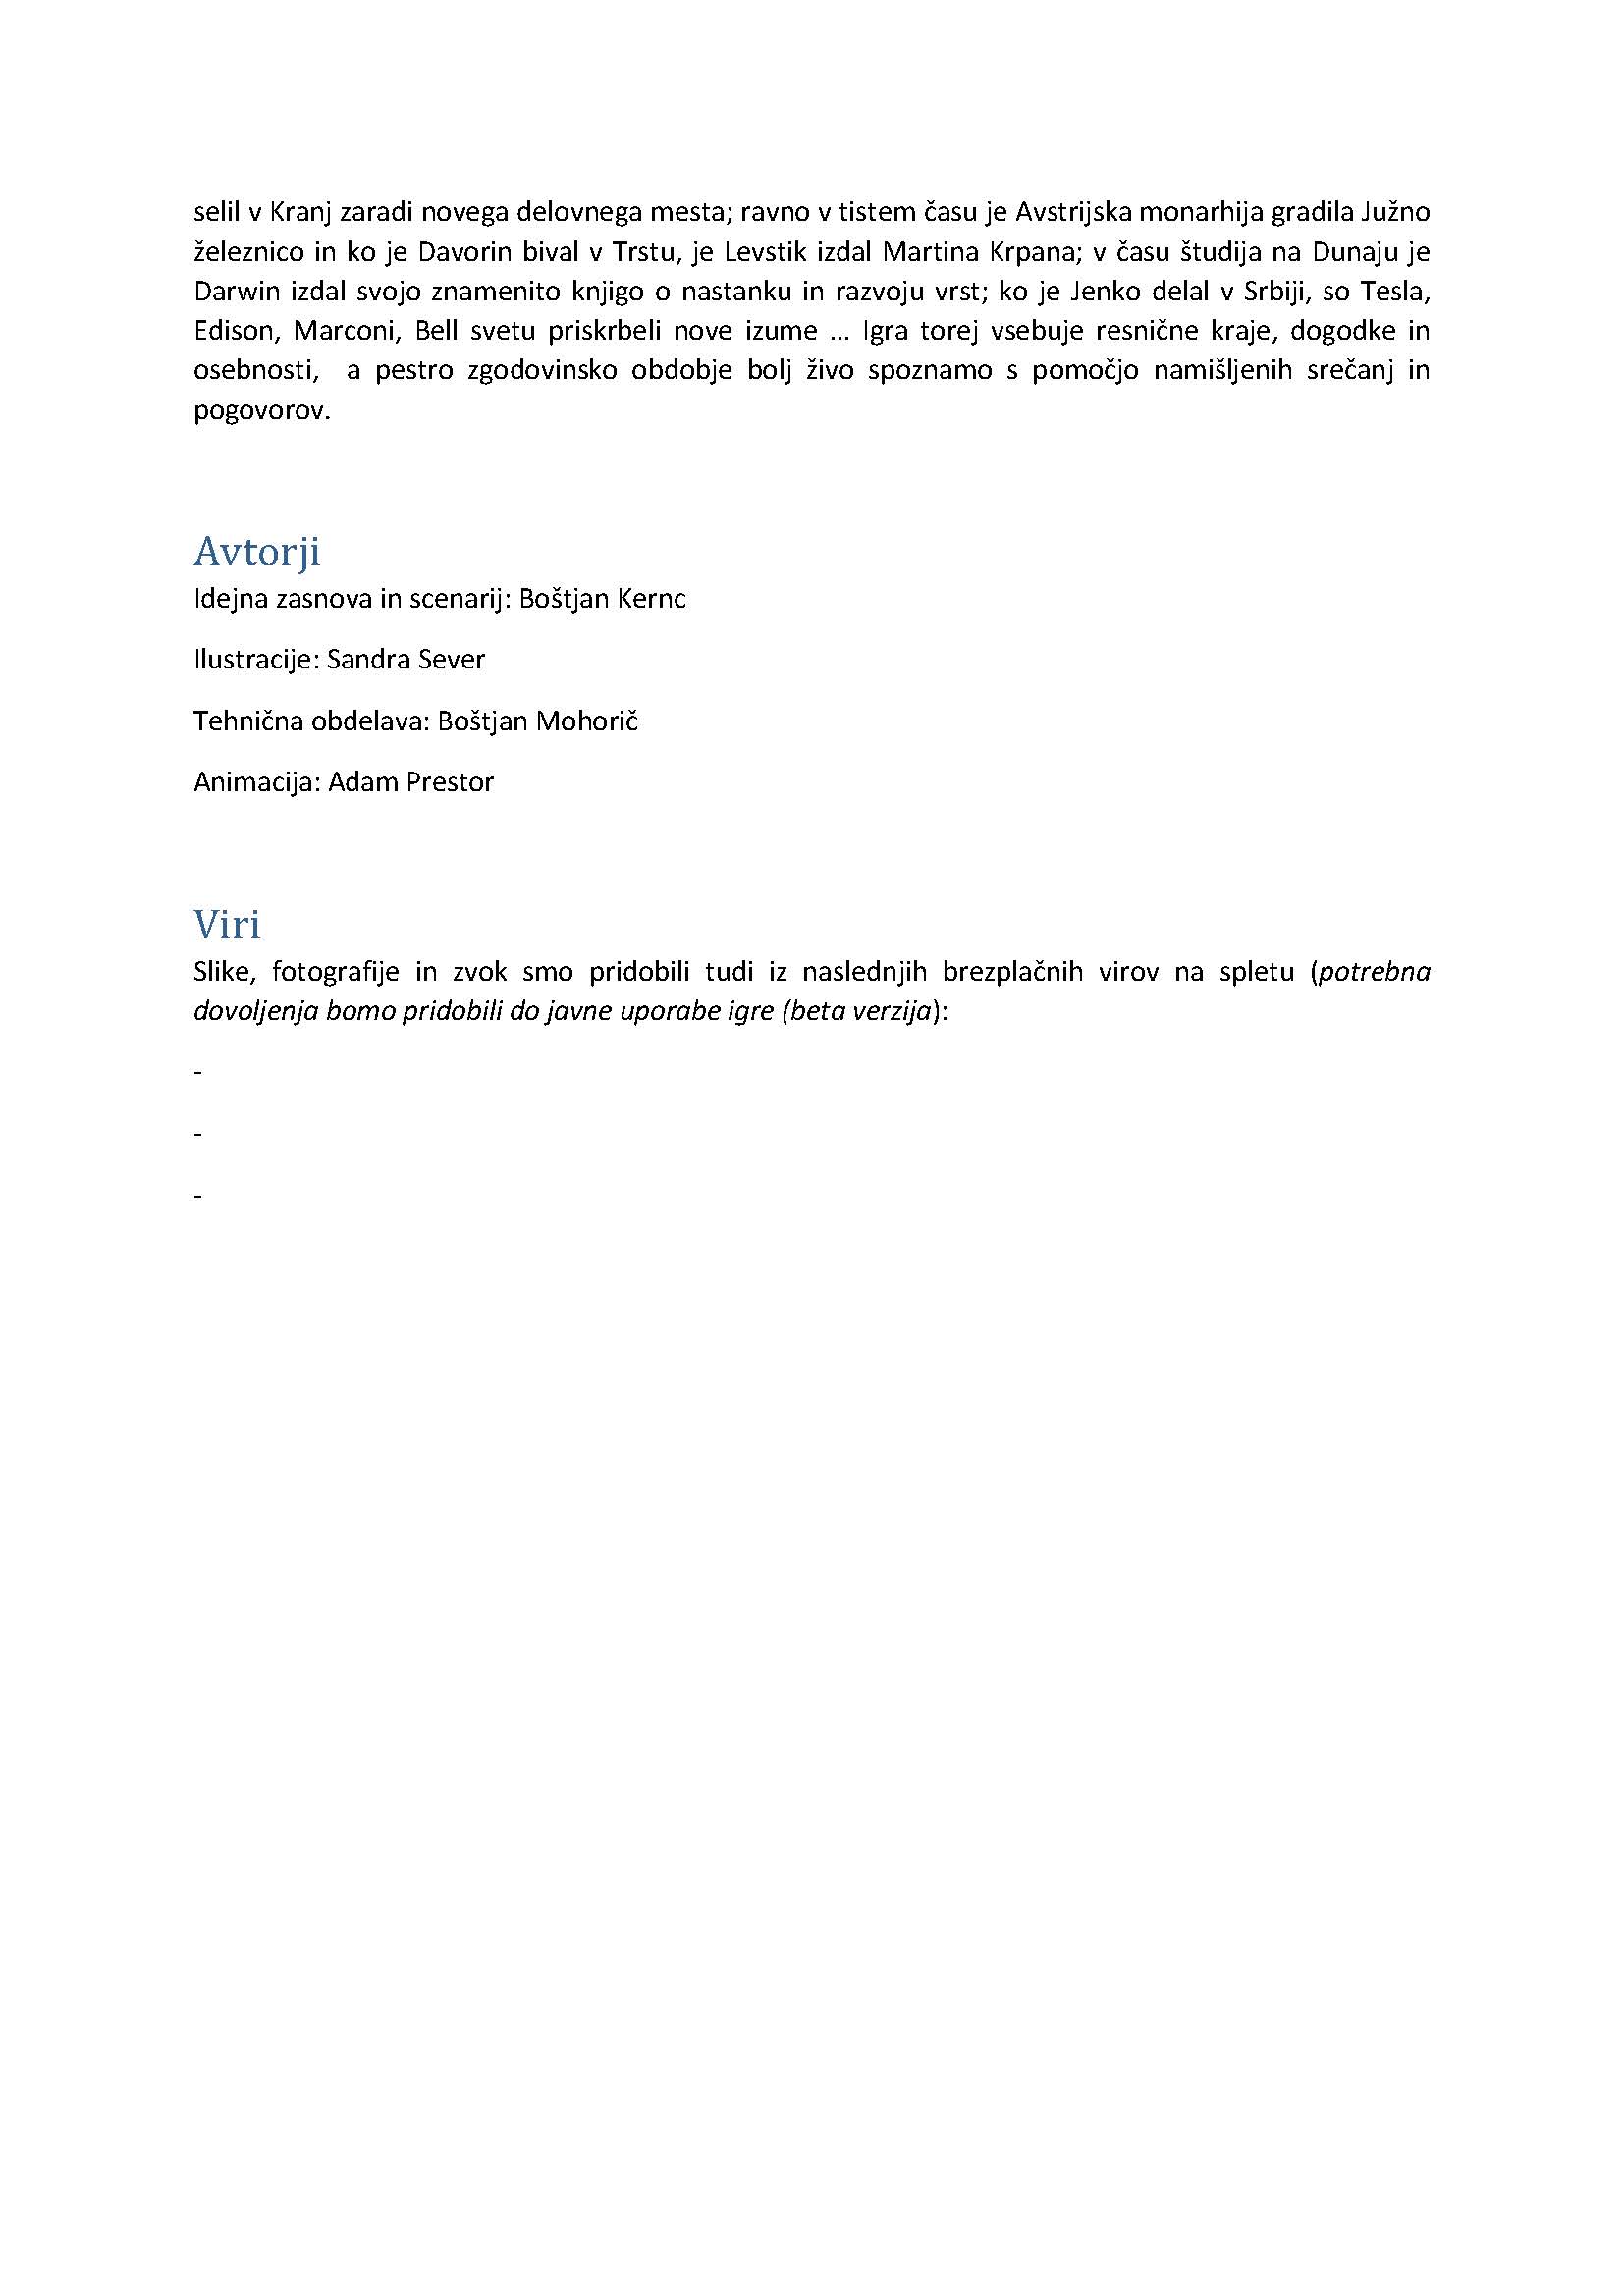 selil v Kranj zaradi novega delovnega mesta; ravno v tistem času je Avstrijska monarhija gradila Južno
železnico in ko je Davorin bival v Trstu, je Levstik izdal Martina Krpana; v času študija na Dunaju je
Darwin izdal svojo znamenito knjigo o nastanku in razvoju vrst; ko je Jenko delal v Srbiji, so Tesla,
Edison, Marconi, Bell svetu priskrbeli nove izume … Igra torej vsebuje resnične kraje, dogodke in
osebnosti, a pestro zgodovinsko obdobje bolj živo spoznamo s pomočjo namišljenih srečanj in
pogovorov.
Avtorji
Idejna zasnova in scenarij: Boštjan Kernc
Ilustracije: Sandra Sever
Tehnična obdelava: Boštjan Mohorič
Animacija: Adam Prestor
Viri
Slike, fotografije in zvok smo pridobili tudi iz naslednjih brezplačnih virov na spletu (potrebna
dovoljenja bomo pridobili do javne uporabe igre (beta verzija):
-
-
-